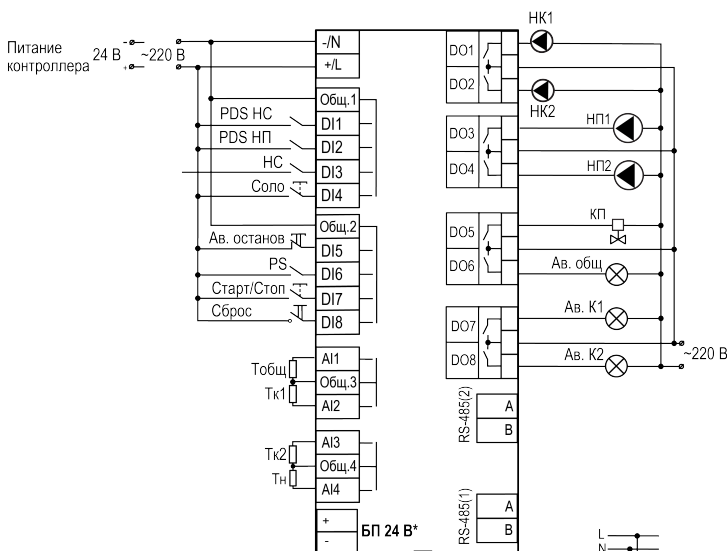 НК1
Питание
контроллера
24 В
~220 В
-
+
-/N
+/L
DO1
DO2
НК2
Общ.1
PDS НС
DI1
PDS НП
DI2
НС
DI3
Соло
DI4
DO3
НП1
DO4
НП2
Общ.2
Ав. останов
DI5
PS
DI6
Старт/Стоп
DI7
Сброс
DI8
КП
DO5
DO6
Ав. общ
Ав. К1
DO7
DO8
Ав. К2
~220 В
Тобщ
AI1
Общ.3
Тк1
AI2
RS-485(2)
A
B
Тк2
AI3
Общ.4
Тн
AI4
+
-
БП 24 В*
RS-485(1)
A
B
L
N